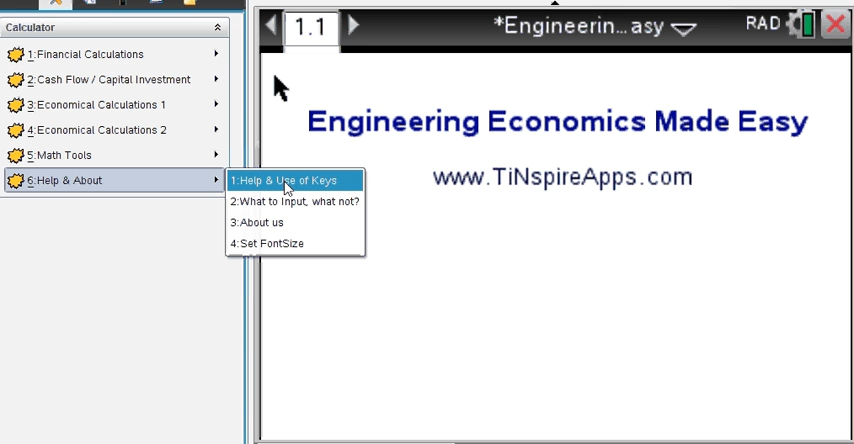 Calculator
1:Financial Calculations
2:Cash Flow / Capital Investment
3:Economical Calculations 1
4:Economical Calculations 2
5:Math Tools
6:Help & About
1:Help & Use of Keys
2:What to Input, what not?
3:About us
4:Set FontSize
1.1
*Engineerin...asy
RAD
Engineering Economics Made Easy
www.TiNspireApps.com